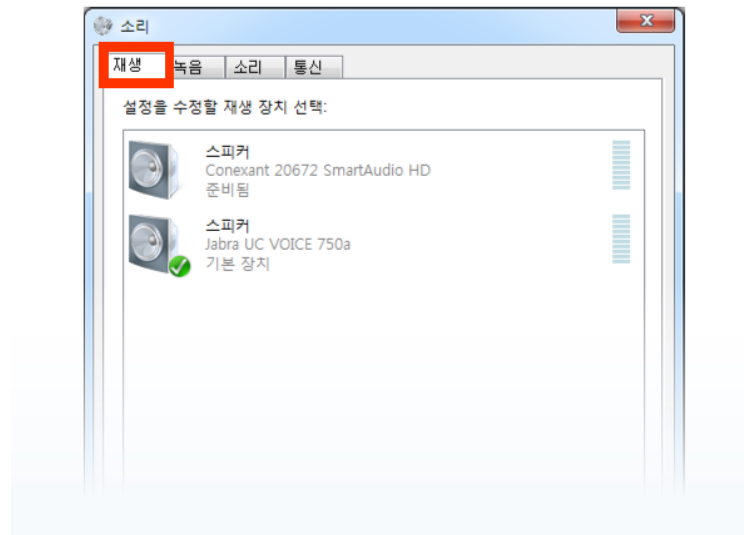 소리
재생 녹음 소리 통신
설정을 수정할 재생 장치 선택:
스피커
Conexant 20672 SmartAudio HD
준비됨
스피커
Jabra UC VOICE 750a
기본 장치